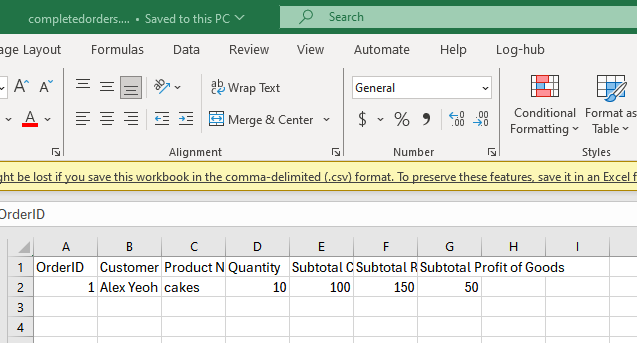 completedorders.... • Saved to this PC
Search
age Layout Formulas Data Review View Automate Help Log-hub
A A ab Wrap Text General Conditional Format as
A Merge & Center $ % 9 .00 .00 Formatting Table
Alignment Number Styles
ght be lost if you save this workbook in the comma-delimited (.csv) format. To preserve these features, save it in an Excel f
OrderID
A B C D E F G H I
1 OrderID Customer Product N Quantity Subtotal C Subtotal R Subtotal Profit of Goods
2 1 Alex Yeoh cakes 10 100 150 50
3
4